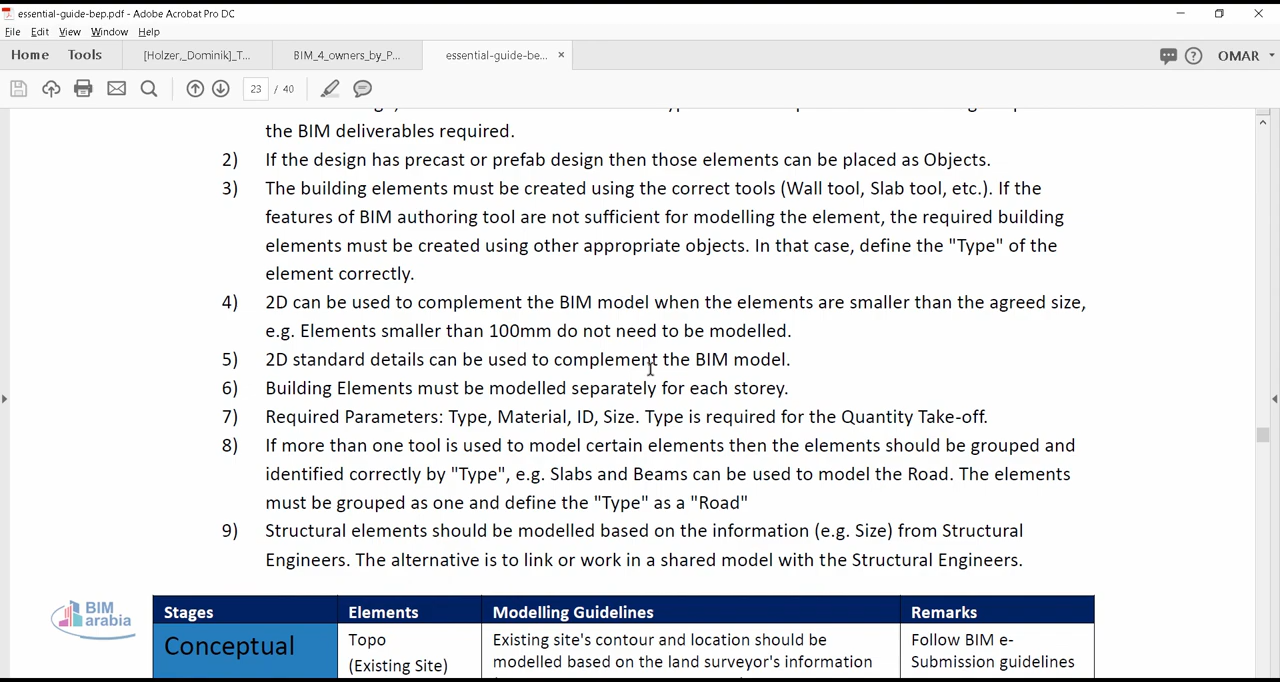 essential-guide-bep.pdf - Adobe Acrobat Pro DC
File Edit View Window Help
Home Tools [Holzer,_Dominik]_T... BIM_4_owners_by_P... essential-guide-be... × OMAR
23 / 40
the BIM deliverables required.
2) If the design has precast or prefab design then those elements can be placed as Objects.
3) The building elements must be created using the correct tools (Wall tool, Slab tool, etc.). If the
features of BIM authoring tool are not sufficient for modelling the element, the required building
elements must be created using other appropriate objects. In that case, define the "Type" of the
element correctly.
4) 2D can be used to complement the BIM model when the elements are smaller than the agreed size,
e.g. Elements smaller than 100mm do not need to be modelled.
5) 2D standard details can be used to complement the BIM model.
6) Building Elements must be modelled separately for each storey.
7) Required Parameters: Type, Material, ID, Size. Type is required for the Quantity Take-off.
8) If more than one tool is used to model certain elements then the elements should be grouped and
identified correctly by "Type", e.g. Slabs and Beams can be used to model the Road. The elements
must be grouped as one and define the "Type" as a "Road"
9) Structural elements should be modelled based on the information (e.g. Size) from Structural
Engineers. The alternative is to link or work in a shared model with the Structural Engineers.
BIM
arabia
Stages Elements Modelling Guidelines Remarks
Conceptual
Topo
(Existing Site)
Existing site's contour and location should be
modelled based on the land surveyor's information
Follow BIM e-
Submission guidelines